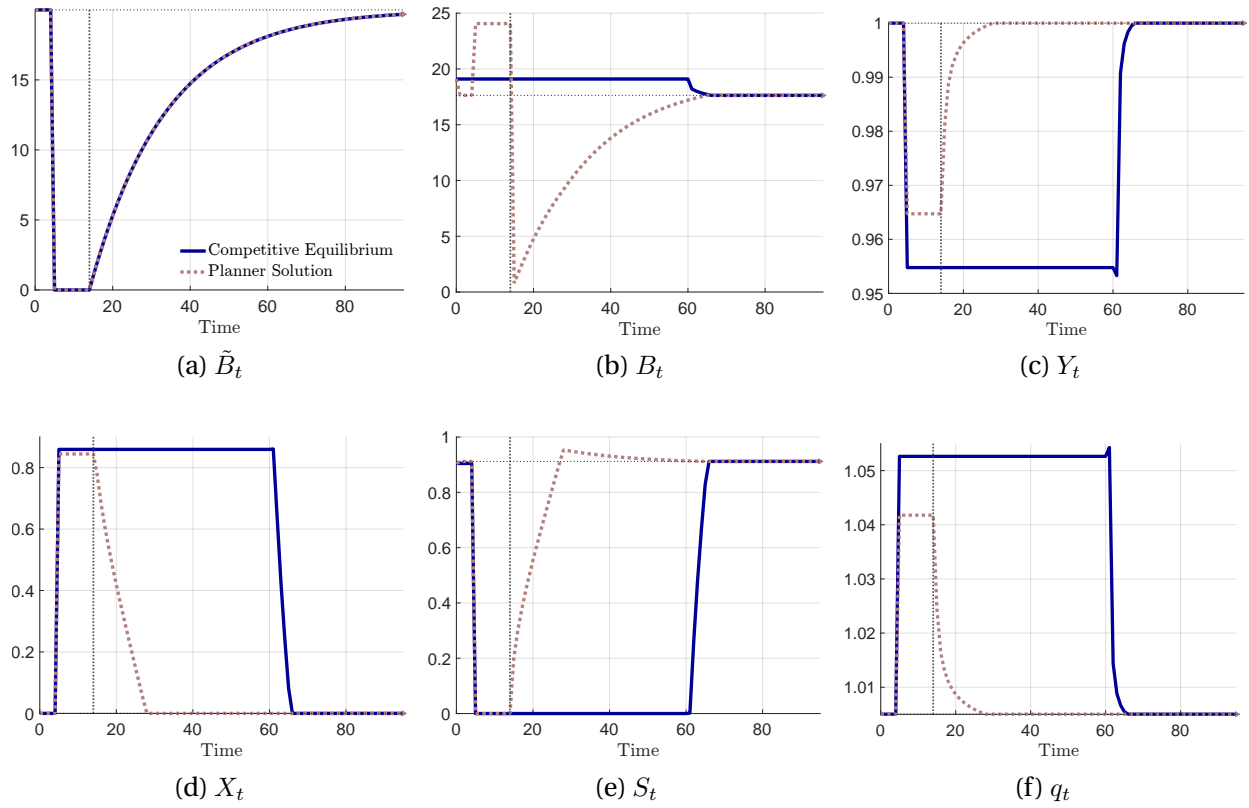 15
10
5
0
0 20 40 60 80
Competitive Equilibrium
Planner Solution
Time
(a) B̃_t
25
20
15
10
5
0
0 20 40 60 80
Time
(b) B_t
1
0.99
0.98
0.97
0.96
0.95
0 20 40 60 80
Time
(c) Y_t
0.8
0.6
0.4
0.2
0
0 20 40 60 80
Time
(d) X_t
1
0.8
0.6
0.4
0.2
0
0 20 40 60 80
Time
(e) S_t
1.05
1.04
1.03
1.02
1.01
0 20 40 60 80
Time
(f) q_t